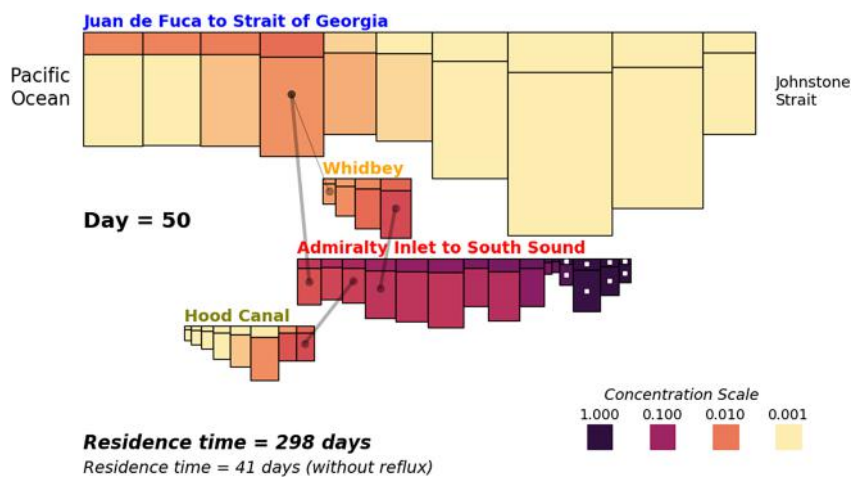 Juan de Fuca to Strait of Georgia
Pacific
Ocean
Johnstone
Strait
Whidbey
Day = 50
Admiralty Inlet to South Sound
Hood Canal
Concentration Scale
1.000 0.100 0.010 0.001
Residence time = 298 days
Residence time = 41 days (without reflux)